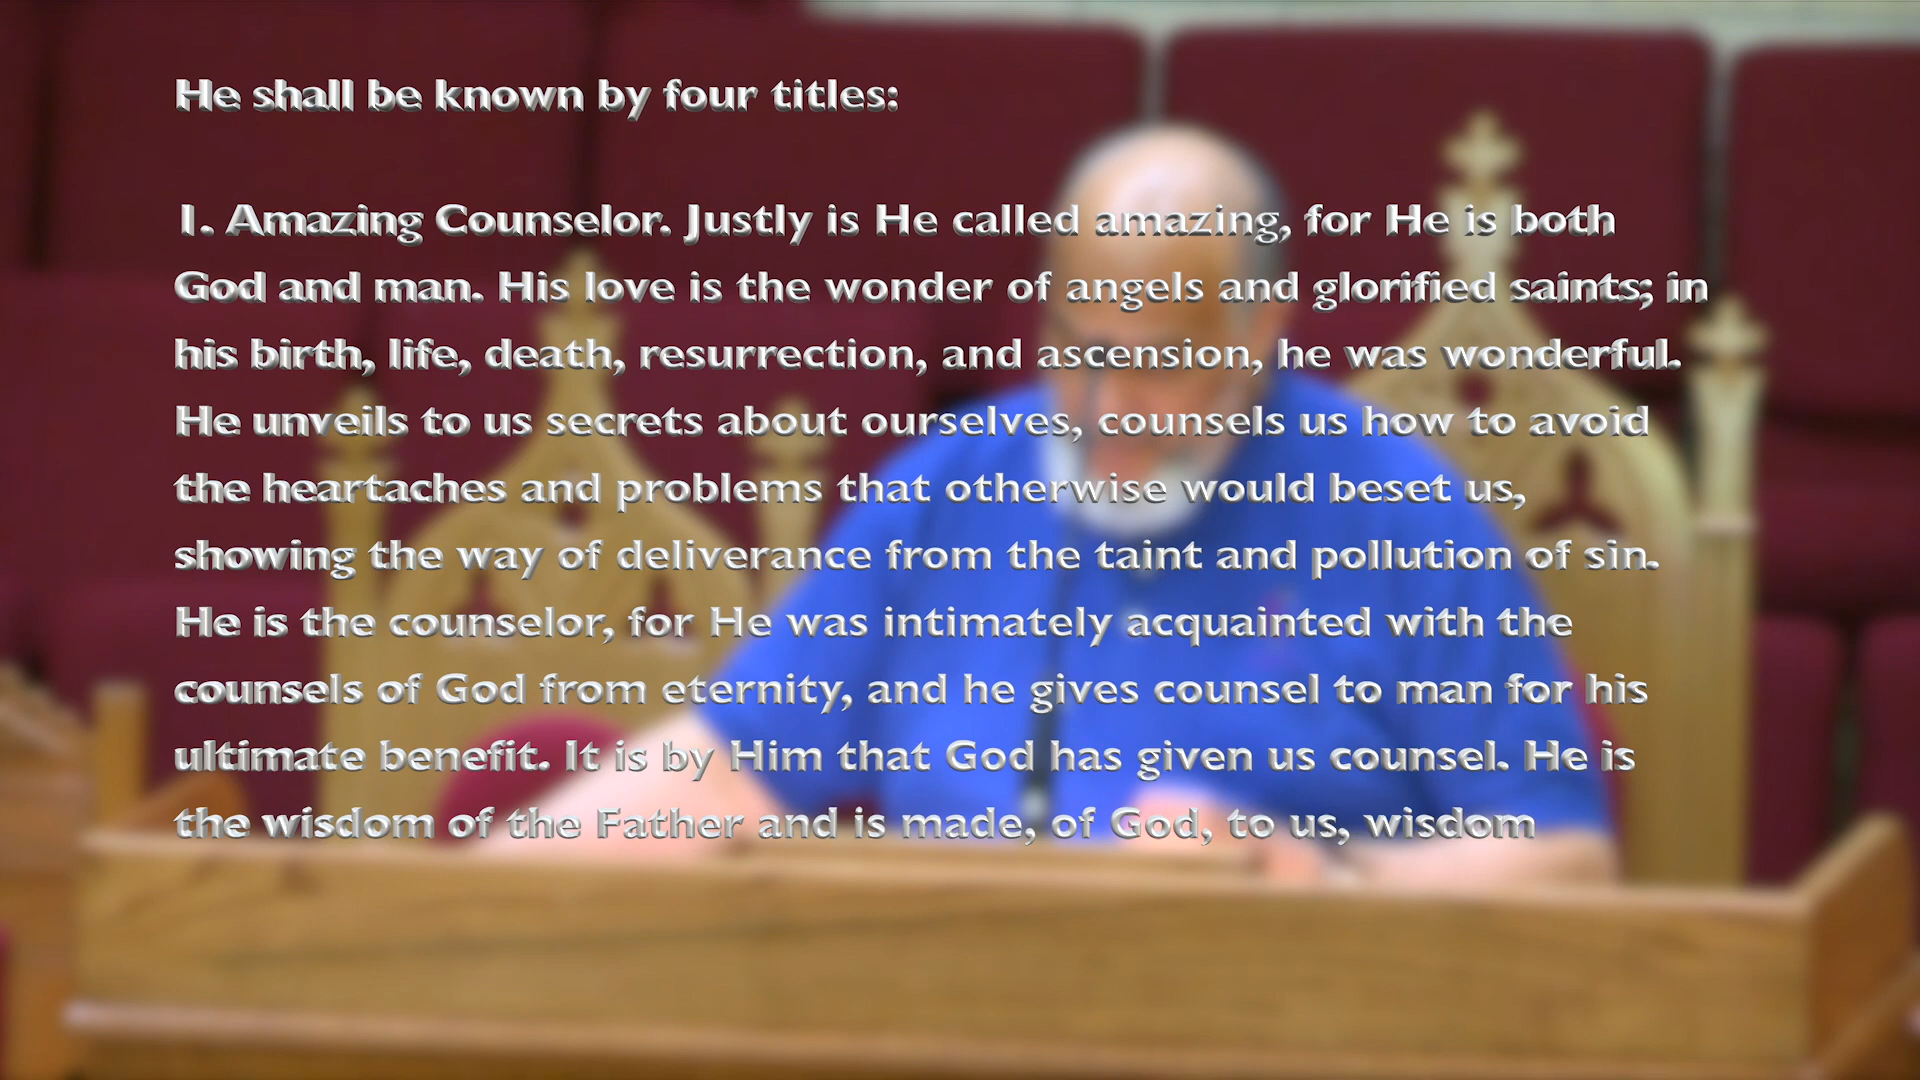 He shall be known by four titles:
1. Amazing Counselor. Justly is He called amazing, for He is both
God and man. His love is the wonder of angels and glorified saints; in
his birth, life, death, resurrection, and ascension, he was wonderful.
He unveils to us secrets about ourselves, counsels us how to avoid
the heartaches and problems that otherwise would beset us,
showing the way of deliverance from the taint and pollution of sin.
He is the counselor, for He was intimately acquainted with the
counsels of God from eternity, and he gives counsel to man for his
ultimate benefit. It is by Him that God has given us counsel. He is
the wisdom of the Father and is made, of God, to us, wisdom